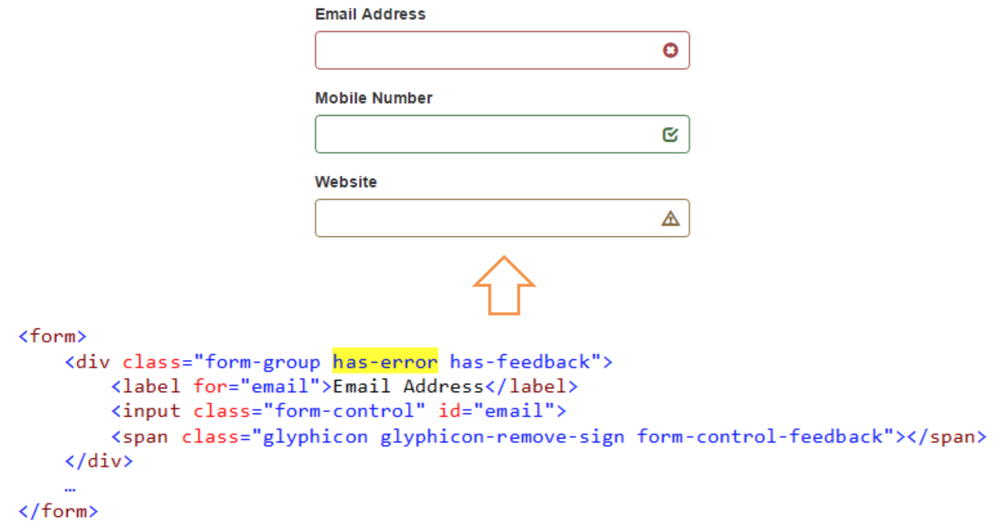 Email Address
Mobile Number
Website
<form>
<div class="form-group has-error has-feedback">
<label for="email">Email Address</label>
<input class="form-control" id="email">
<span class="glyphicon glyphicon-remove-sign form-control-feedback"></span>
</div>
…
</form>